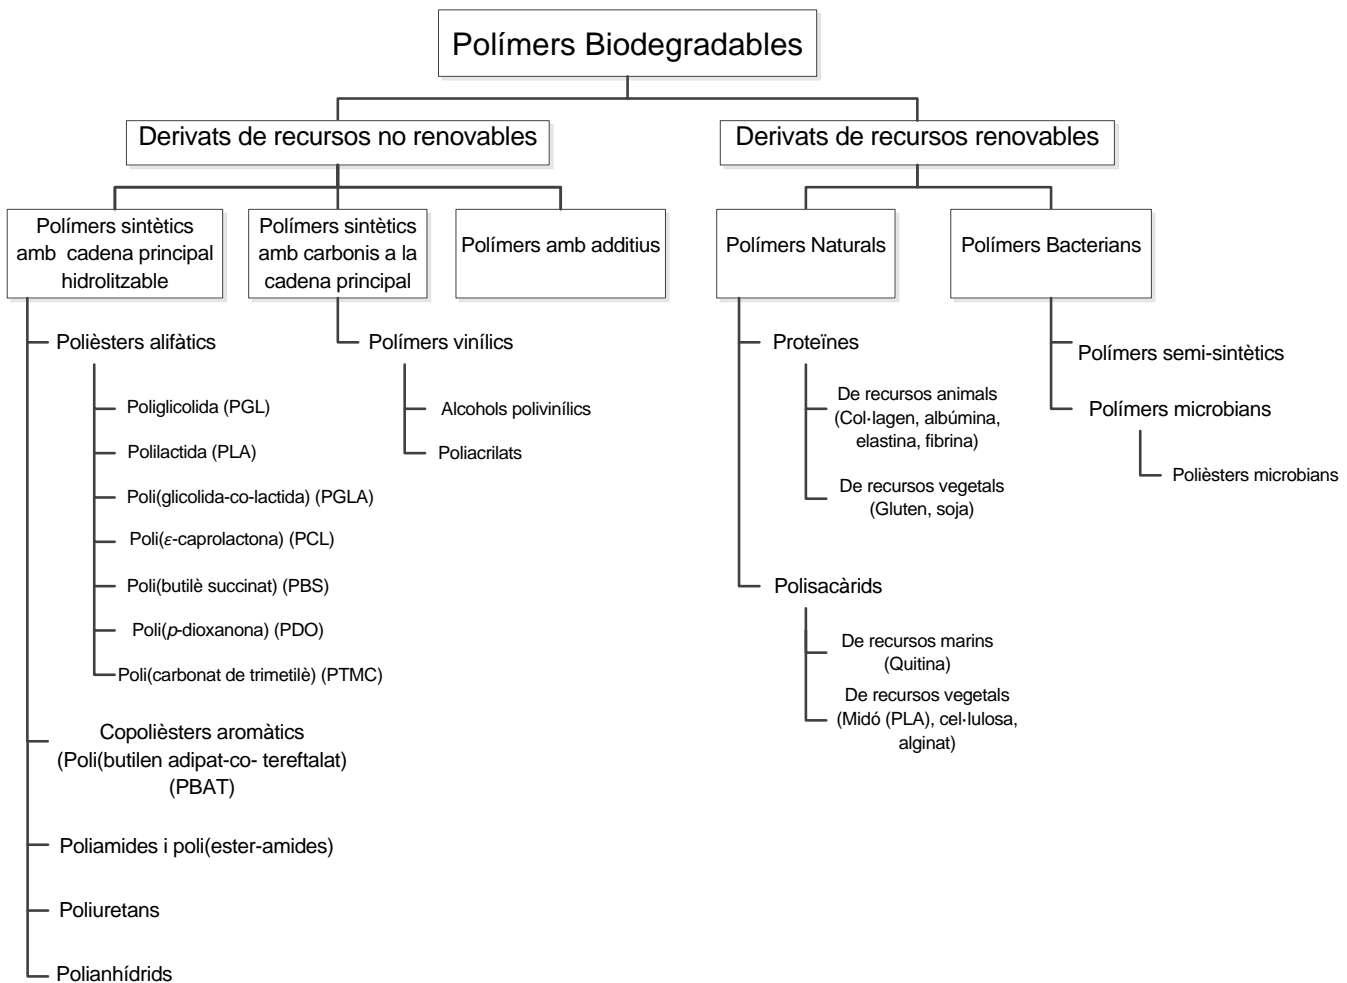 Polímers Biodegradables
Derivats de recursos no renovables
Derivats de recursos renovables
Polímers sintètics
amb  cadena principal
hidrolitzable
Polímers sintètics
amb carbonis a la
cadena principal
Polímers amb additius
Polímers Naturals
Polímers Bacterians
Polièsters alifàtics
Poliglicolida (PGL)
Polilactida (PLA)
Poli(glicolida-co-lactida) (PGLA)
Poli(ε-caprolactona) (PCL)
Poli(butilè succinat) (PBS)
Poli(p-dioxanona) (PDO)
Poli(carbonat de trimetilè) (PTMC)
Copolièsters aromàtics
(Poli(butilen adipat-co- tereftalat)
(PBAT)
Poliamides i poli(ester-amides)
Poliuretans
Polianhídrids
Polímers vinílics
Alcohols polivinílics
Poliacrilats
Proteïnes
De recursos animals
(Col·lagen, albúmina,
elastina, fibrina)
De recursos vegetals
(Gluten, soja)
Polisacàrids
De recursos marins
(Quitina)
De recursos vegetals
(Midó (PLA), cel·lulosa,
alginat)
Polímers semi-sintètics
Polímers microbians
Polièsters microbians